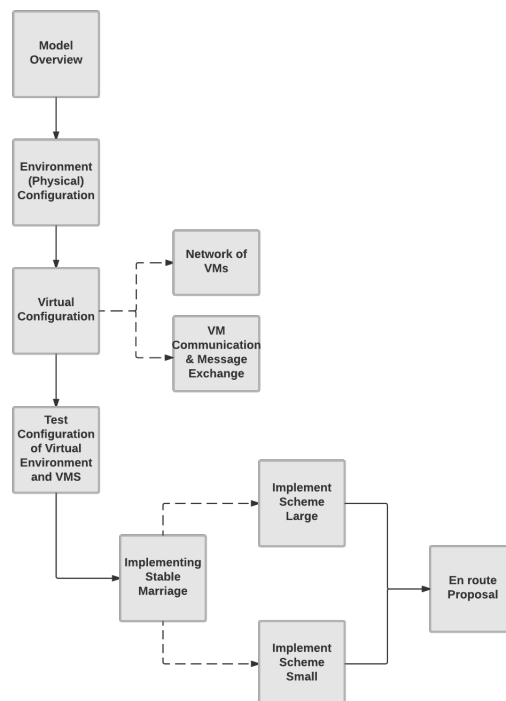 Model
Overview
Environment
(Physical)
Configuration
Virtual
Configuration
Network of
VMs
VM
Communication
& Message
Exchange
Test
Configuration
of Virtual
Environment
and VMS
Implementing
Stable
Marriage
Implement
Scheme
Large
Implement
Scheme
Small
En route
Proposal